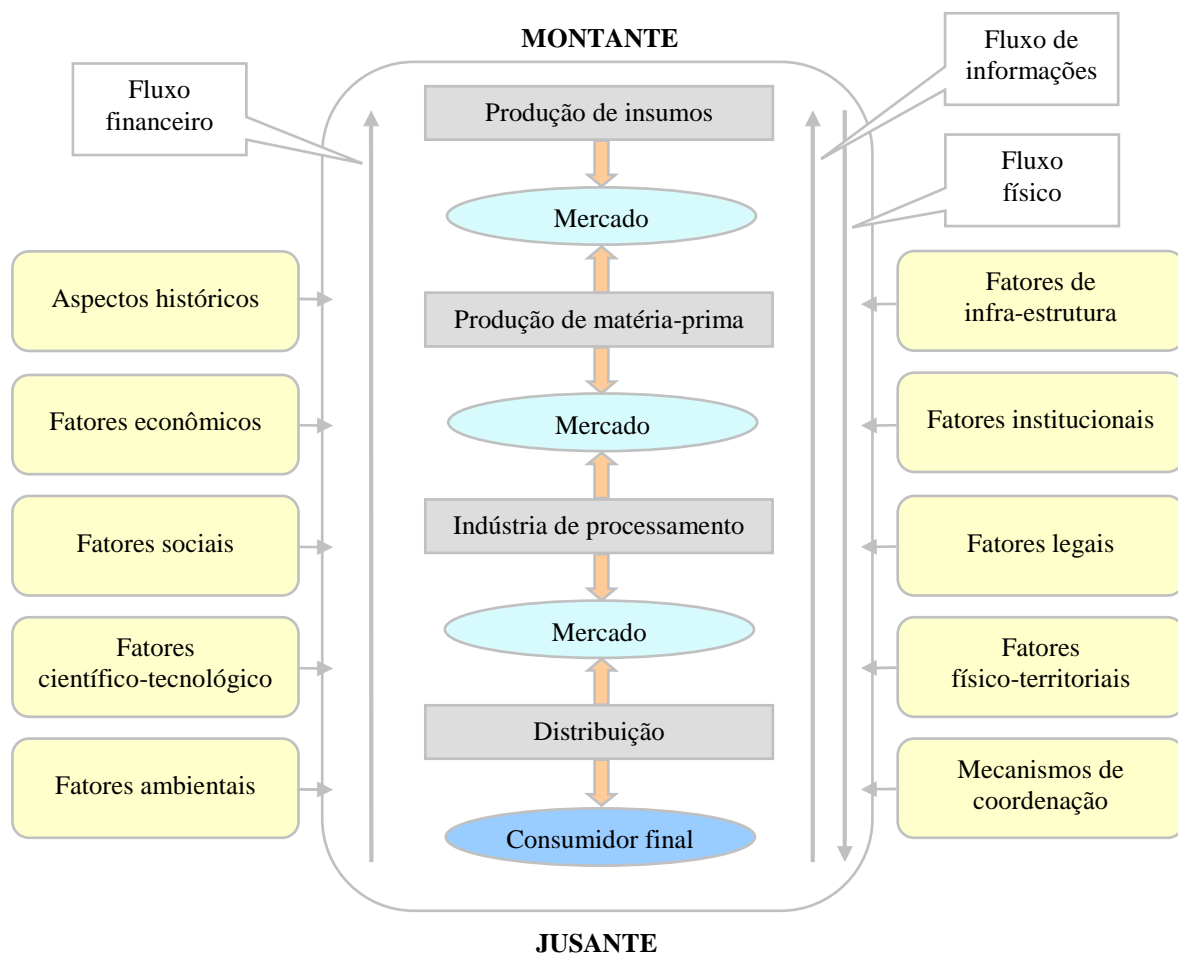 MONTANTE
Fluxo
financeiro
Fluxo de
informações
Fluxo
físico
Produção de insumos
Mercado
Produção de matéria-prima
Mercado
Indústria de processamento
Mercado
Distribuição
Consumidor final
Aspectos históricos
Fatores econômicos
Fatores sociais
Fatores
científico-tecnológico
Fatores ambientais
Fatores de
infra-estrutura
Fatores institucionais
Fatores legais
Fatores
físico-territoriais
Mecanismos de
coordenação
JUSANTE